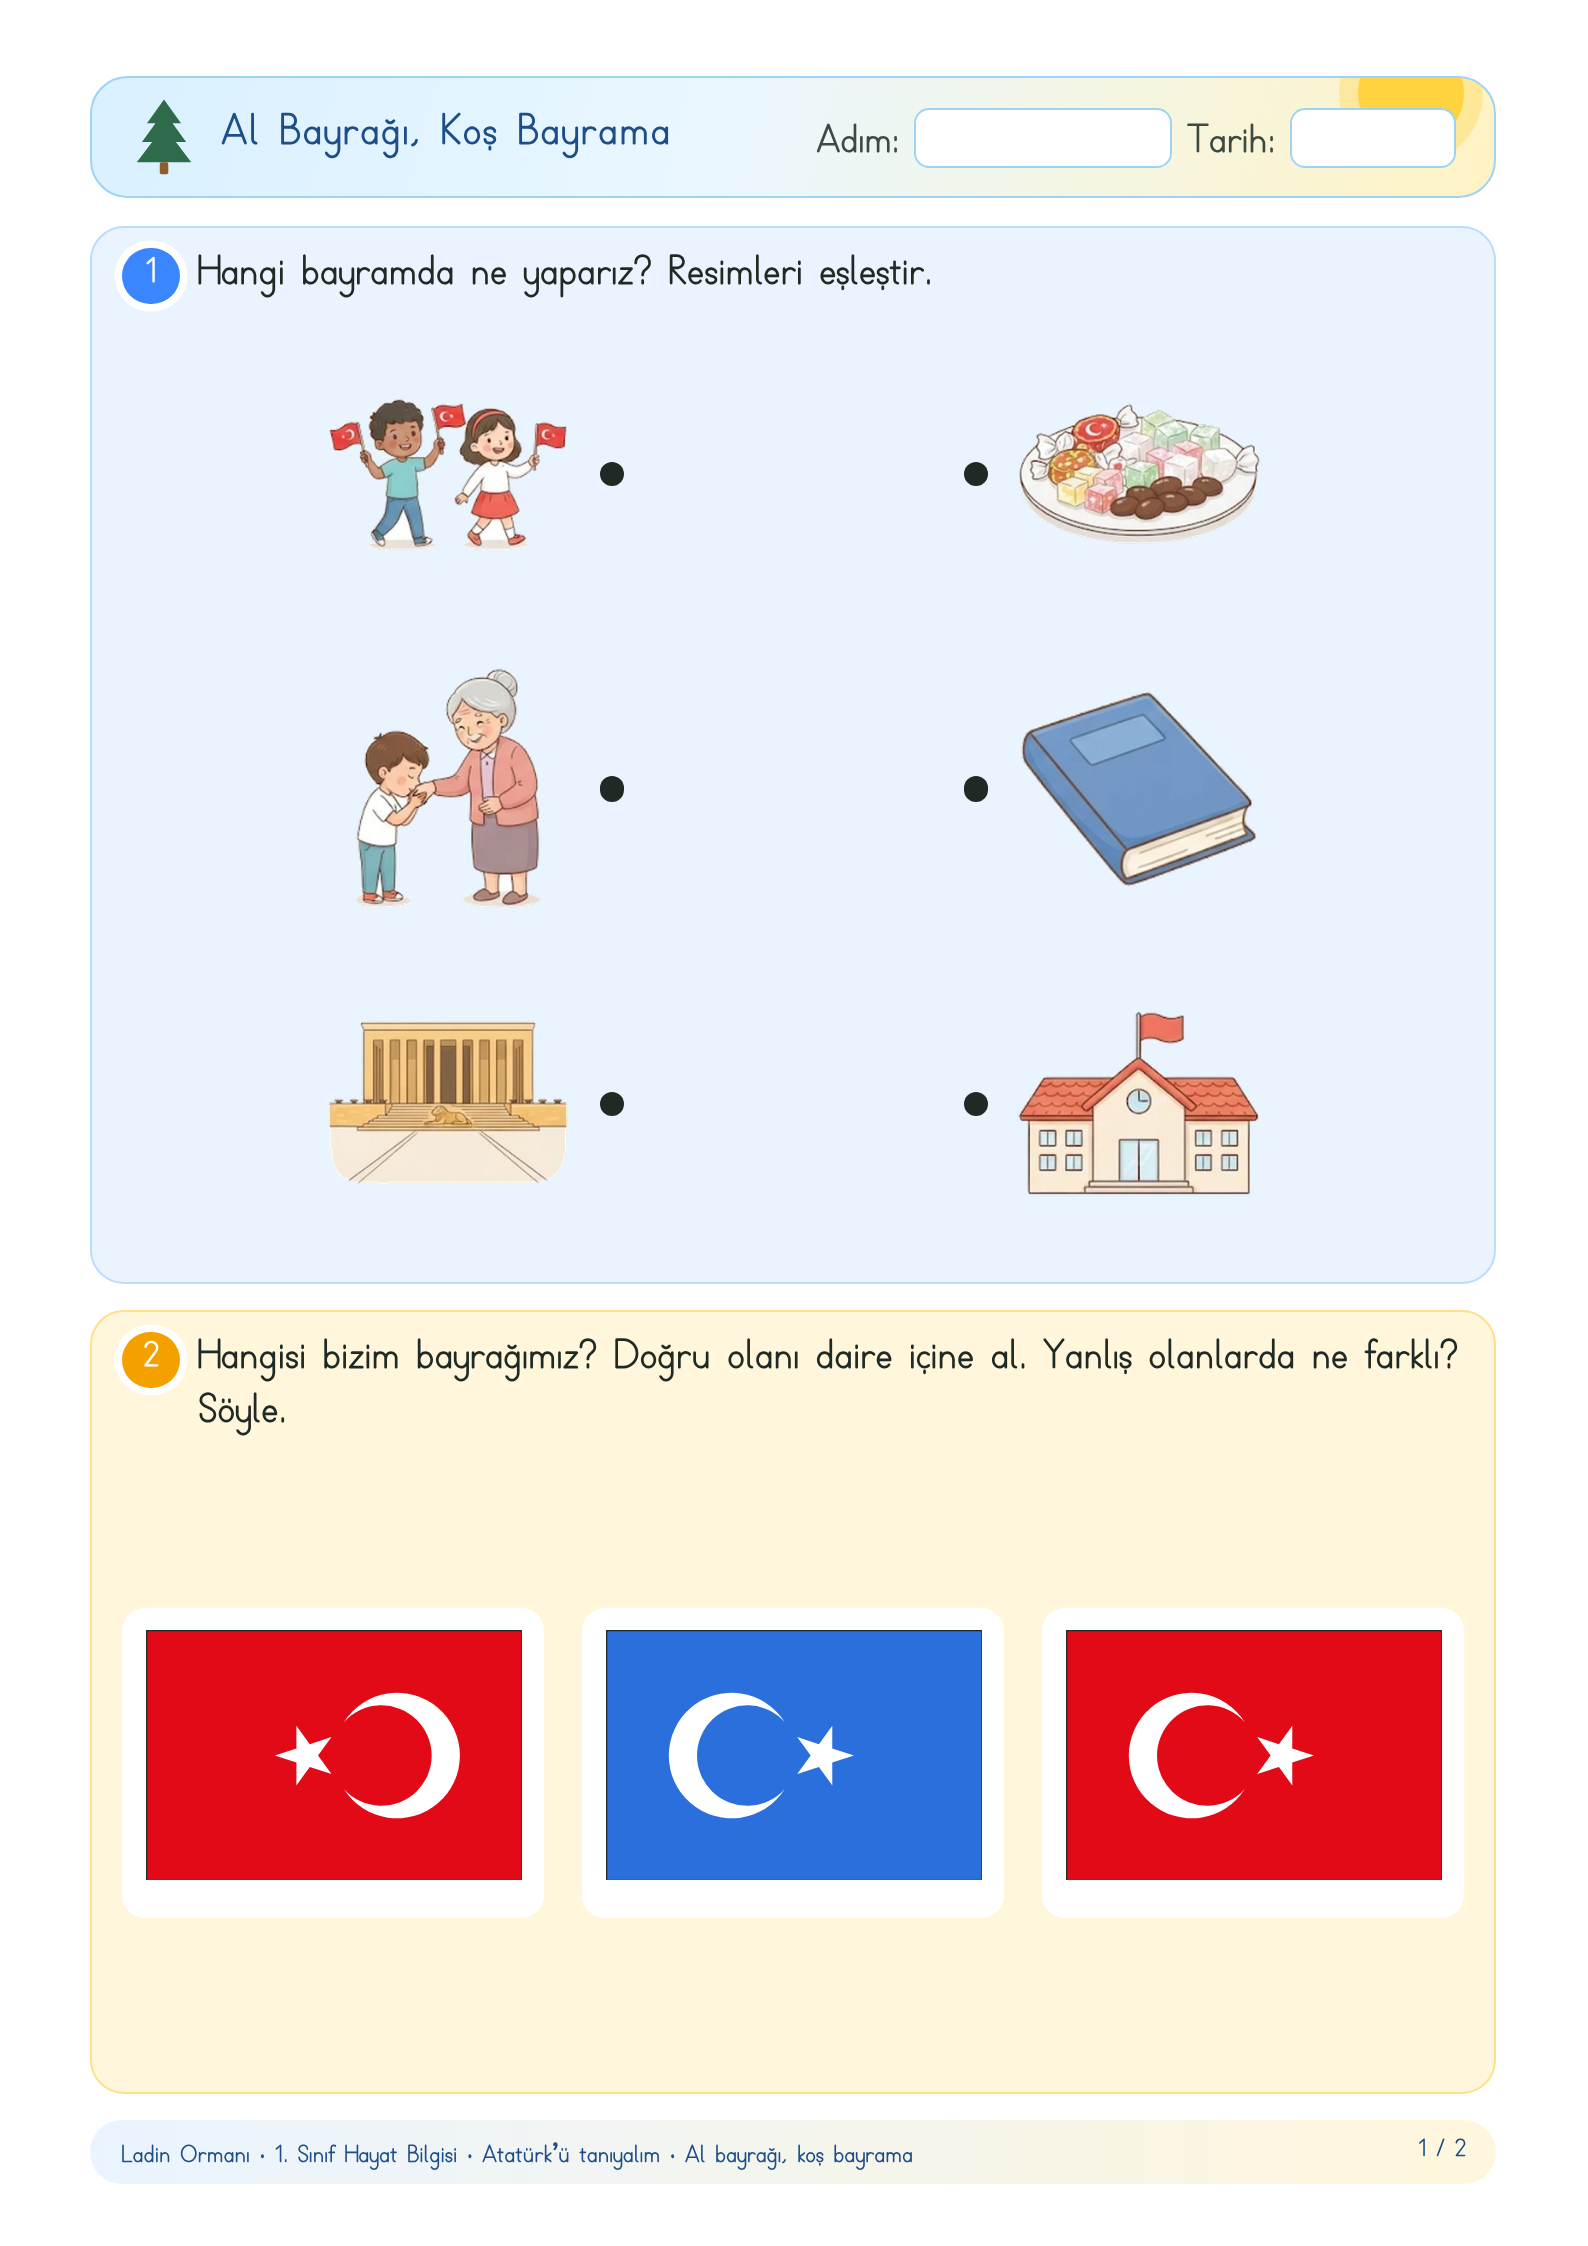 Al Bayrağı, Koş Bayrama
Adım:
Tarih:
1 Hangi bayramda ne yaparız? Resimleri eşleştir.
2 Hangisi bizim bayrağımız? Doğru olanı daire içine al. Yanlış olanlarda ne farklı?
Söyle.
Ladin Ormanı • 1. Sınıf Hayat Bilgisi • Atatürk’ü tanıyalım • Al bayrağı, koş bayrama
1 / 2